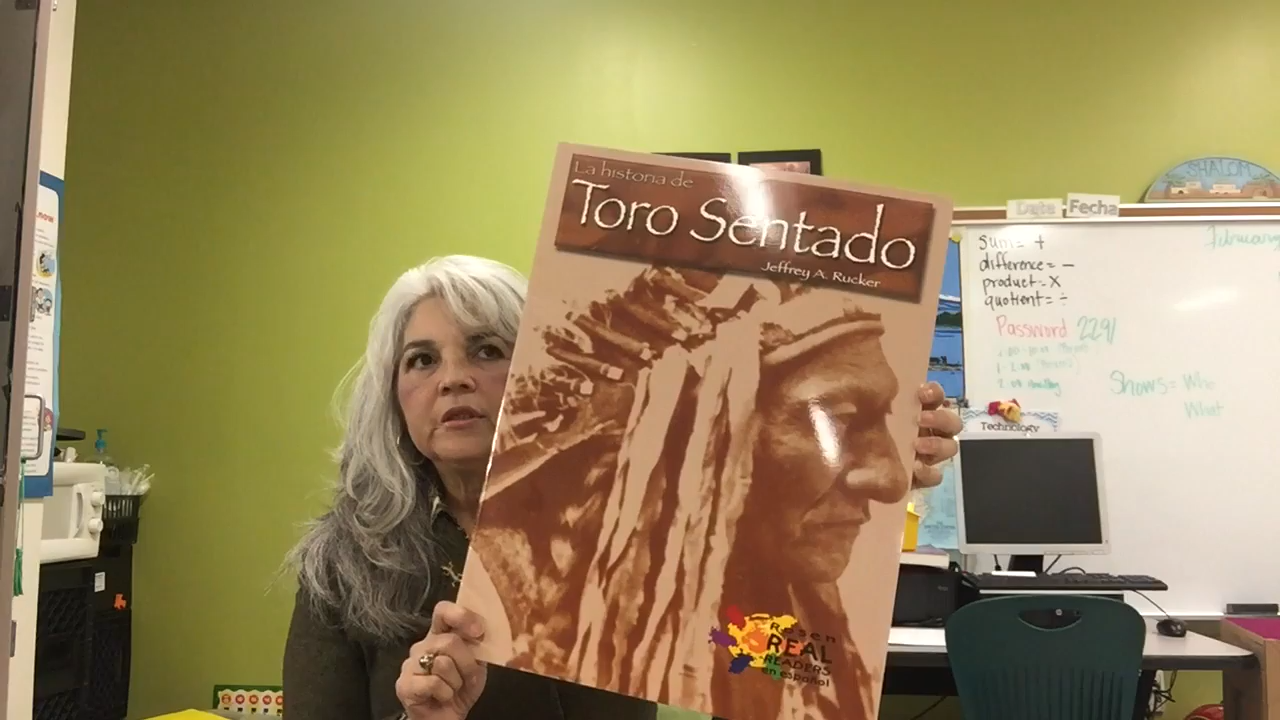 La historia de
Toro Sentado
Jeffrey A. Rucker
Rosen
REAL
READERS
en español
SHALOM
Date Fecha
February
sum= +
difference = -
product= x
quotient= ÷
Password 2291
Shows= Who
What
Technology
now